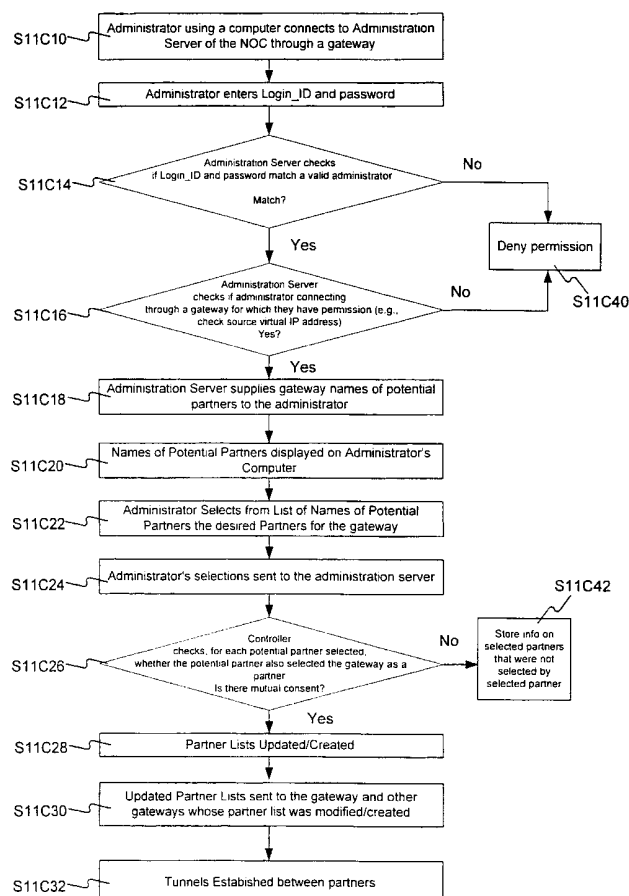 S11C10
Administrator using a computer connects to Administration
Server of the NOC through a gateway
S11C12
Administrator enters Login_ID and password
S11C14
Administration Server checks
if Login_ID and password match a valid administrator
Match?
No
Yes
Deny permission
S11C40
S11C16
Administration Server
checks if administrator connecting
through a gateway for which they have permission (e.g.,
check source virtual IP address)
Yes?
No
Yes
S11C18
Administration Server supplies gateway names of potential
partners to the administrator
S11C20
Names of Potential Partners displayed on Administrator's
Computer
S11C22
Administrator Selects from List of Names of Potential
Partners the desired Partners for the gateway
S11C24
Administrator's selections sent to the administration server
S11C42
S11C26
Controller
checks, for each potential partner selected,
whether the potential partner also selected the gateway as a
partner
Is there mutual consent?
No
Store info on
selected partners
that were not
selected by
selected partner
Yes
S11C28
Partner Lists Updated/Created
S11C30
Updated Partner Lists sent to the gateway and other
gateways whose partner list was modified/created
S11C32
Tunnels Estabished between partners